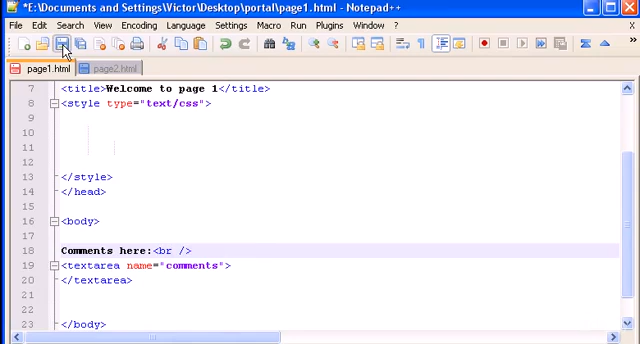 *E:\Documents and Settings\Victor\Desktop\portal\page1.html - Notepad++
File Edit Search View Encoding Language Settings Macro Run Plugins Window ?
page1.html page2.html
7 <title>Welcome to page 1</title>
8 <style type="text/css">
9
10
11
12
13 </style>
14 </head>
15
16 <body>
17
18 Comments here:<br />
19 <textarea name="comments">
20 </textarea>
21
22
23 </body>